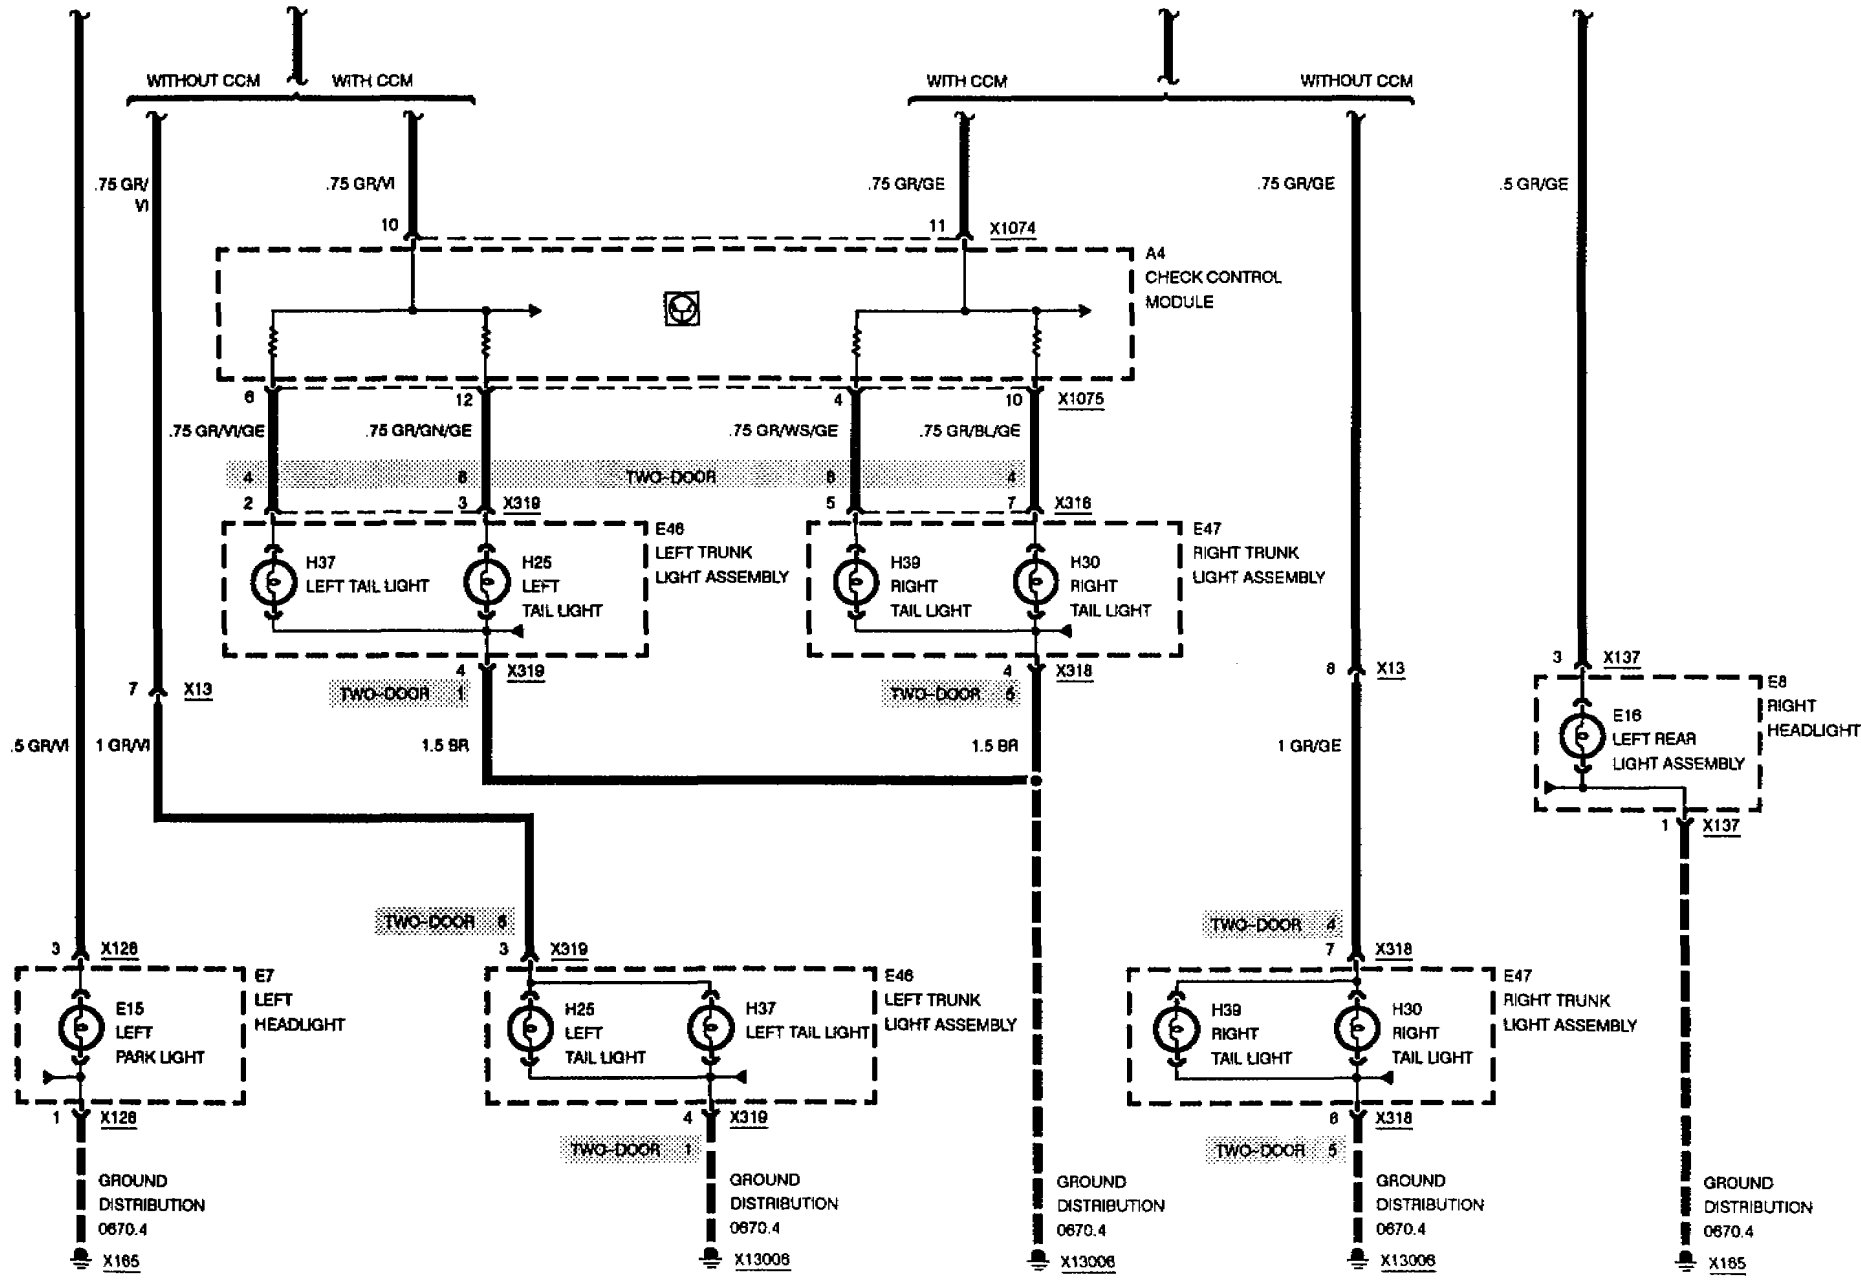 WITHOUT CCM WITH CCM
WITH CCM WITHOUT CCM
.75 GR/
VI
.75 GR/VI
.75 GR/GE
.75 GR/GE
.5 GR/GE
10
11
X1074
A4
CHECK CONTROL
MODULE
6
12
4
10
X1075
.75 GR/VI/GE
.75 GR/GN/GE
.75 GR/WS/GE
.75 GR/BL/GE
4
8
TWO-DOOR
8
4
2
3
X319
5
7
X318
E46
LEFT TRUNK
LIGHT ASSEMBLY
H37
LEFT TAIL LIGHT
H25
LEFT
TAIL LIGHT
H39
RIGHT
TAIL LIGHT
H30
RIGHT
TAIL LIGHT
E47
RIGHT TRUNK
LIGHT ASSEMBLY
4
X319
TWO-DOOR 1
4
X318
TWO-DOOR 5
7
X13
8
X13
3
X137
E8
RIGHT
HEADLIGHT
E16
LEFT REAR
LIGHT ASSEMBLY
1
X137
.5 GR/VI
1 GR/VI
1.5 BR
1.5 BR
1 GR/GE
TWO-DOOR 6
3
X319
TWO-DOOR 4
7
X318
3
X126
E7
LEFT
HEADLIGHT
E15
LEFT
PARK LIGHT
1
X126
H25
LEFT
TAIL LIGHT
H37
LEFT TAIL LIGHT
E46
LEFT TRUNK
LIGHT ASSEMBLY
4
X319
TWO-DOOR 1
H39
RIGHT
TAIL LIGHT
H30
RIGHT
TAIL LIGHT
E47
RIGHT TRUNK
LIGHT ASSEMBLY
6
X318
TWO-DOOR 5
GROUND
DISTRIBUTION
0670.4
X165
GROUND
DISTRIBUTION
0670.4
X13006
GROUND
DISTRIBUTION
0670.4
X13006
GROUND
DISTRIBUTION
0670.4
X13006
GROUND
DISTRIBUTION
0670.4
X165